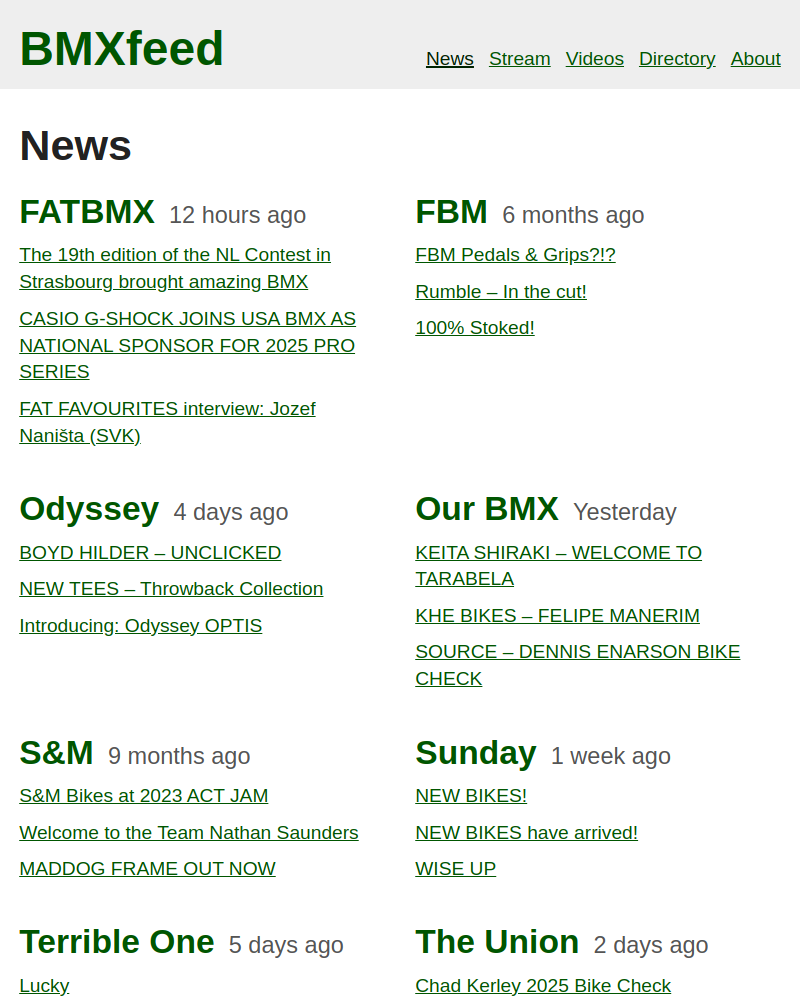 BMXfeed
News Stream Videos Directory About
News
FATBMX 12 hours ago
The 19th edition of the NL Contest in
Strasbourg brought amazing BMX
CASIO G-SHOCK JOINS USA BMX AS
NATIONAL SPONSOR FOR 2025 PRO
SERIES
FAT FAVOURITES interview: Jozef
Naništa (SVK)
FBM 6 months ago
FBM Pedals & Grips?!?
Rumble – In the cut!
100% Stoked!
Odyssey 4 days ago
BOYD HILDER – UNCLICKED
NEW TEES – Throwback Collection
Introducing: Odyssey OPTIS
Our BMX Yesterday
KEITA SHIRAKI – WELCOME TO
TARABELA
KHE BIKES – FELIPE MANERIM
SOURCE – DENNIS ENARSON BIKE
CHECK
S&M 9 months ago
S&M Bikes at 2023 ACT JAM
Welcome to the Team Nathan Saunders
MADDOG FRAME OUT NOW
Sunday 1 week ago
NEW BIKES!
NEW BIKES have arrived!
WISE UP
Terrible One 5 days ago
Lucky
The Union 2 days ago
Chad Kerley 2025 Bike Check